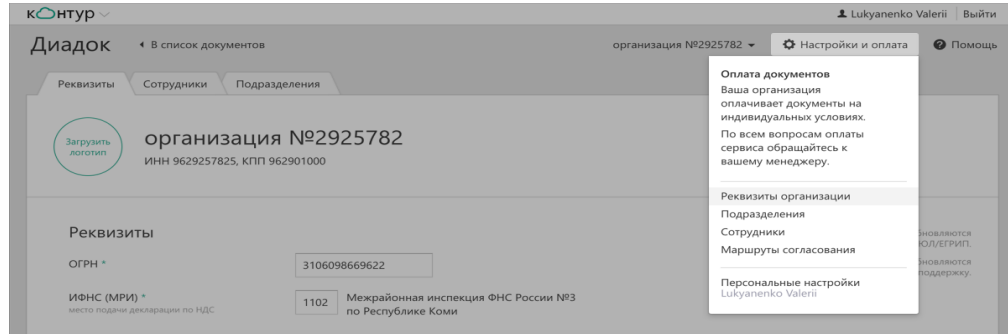 контур
Lukyanenko Valerii Выйти
Диадок В список документов организация №2925782 Настройки и оплата Помощь
Реквизиты Сотрудники Подразделения
Загрузить
логотип
организация №2925782
ИНН 9629257825, КПП 962901000
Оплата документов
Ваша организация
оплачивает документы на
индивидуальных условиях.
По всем вопросам оплаты
сервиса обращайтесь к
вашему менеджеру.
Реквизиты организации
Подразделения
Сотрудники
Маршруты согласования
Персональные настройки
Lukyanenko Valerii
Реквизиты
ОГРН * 3106098669622
ИФНС (МРИ) * 1102 Межрайонная инспекция ФНС России №3
место подачи декларации по НДС по Республике Коми
поддержку.